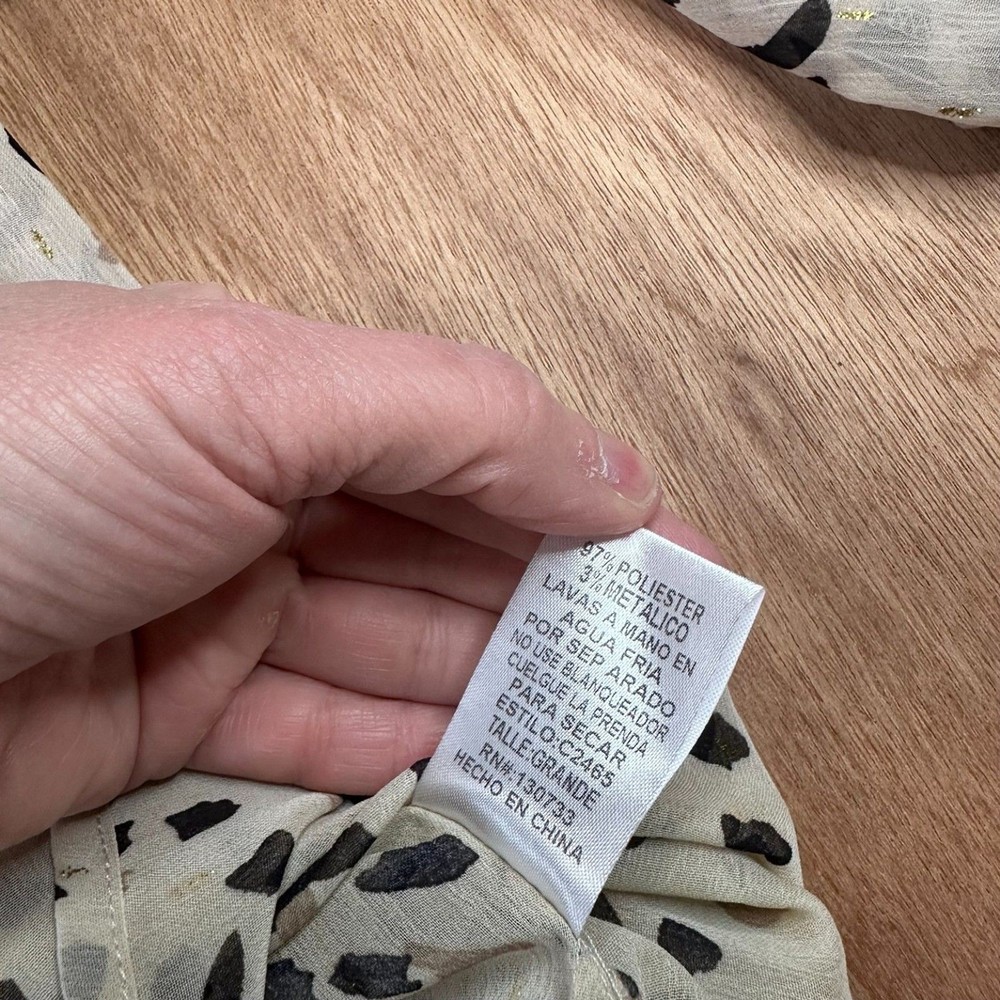 97% POLIESTER
3% METALICO
LAVAS A MANO EN
AGUA FRIA
POR SEP ARADO
NO USE BLANQUEADOR
CUELGUE LA PRENDA
PARA SECAR
ESTILO:C2465
TALLE:GRANDE
RN#:130733
HECHO EN CHINA